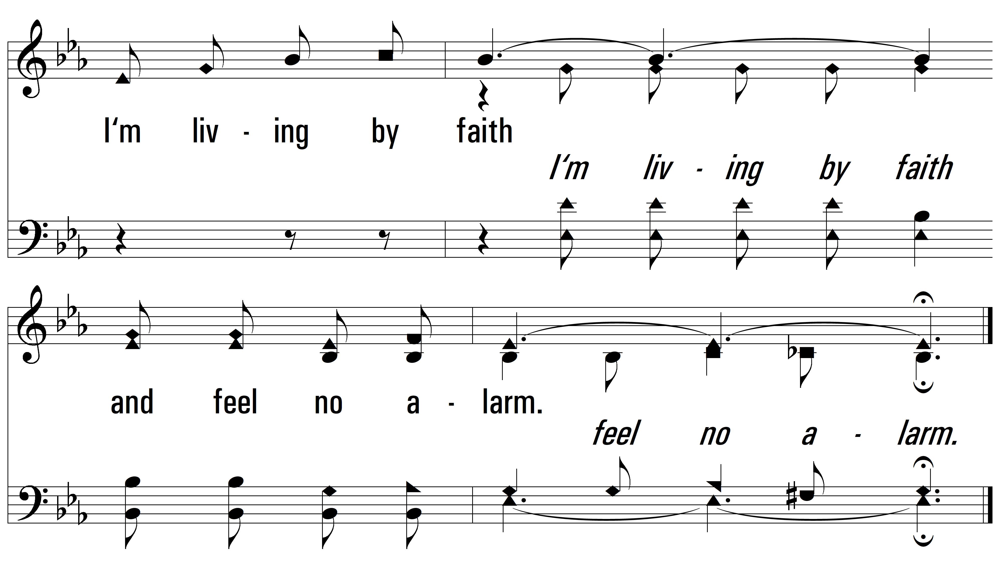 I‘m liv - ing by faith
I‘m liv - ing by faith
and feel no a - larm.
feel no a - larm.